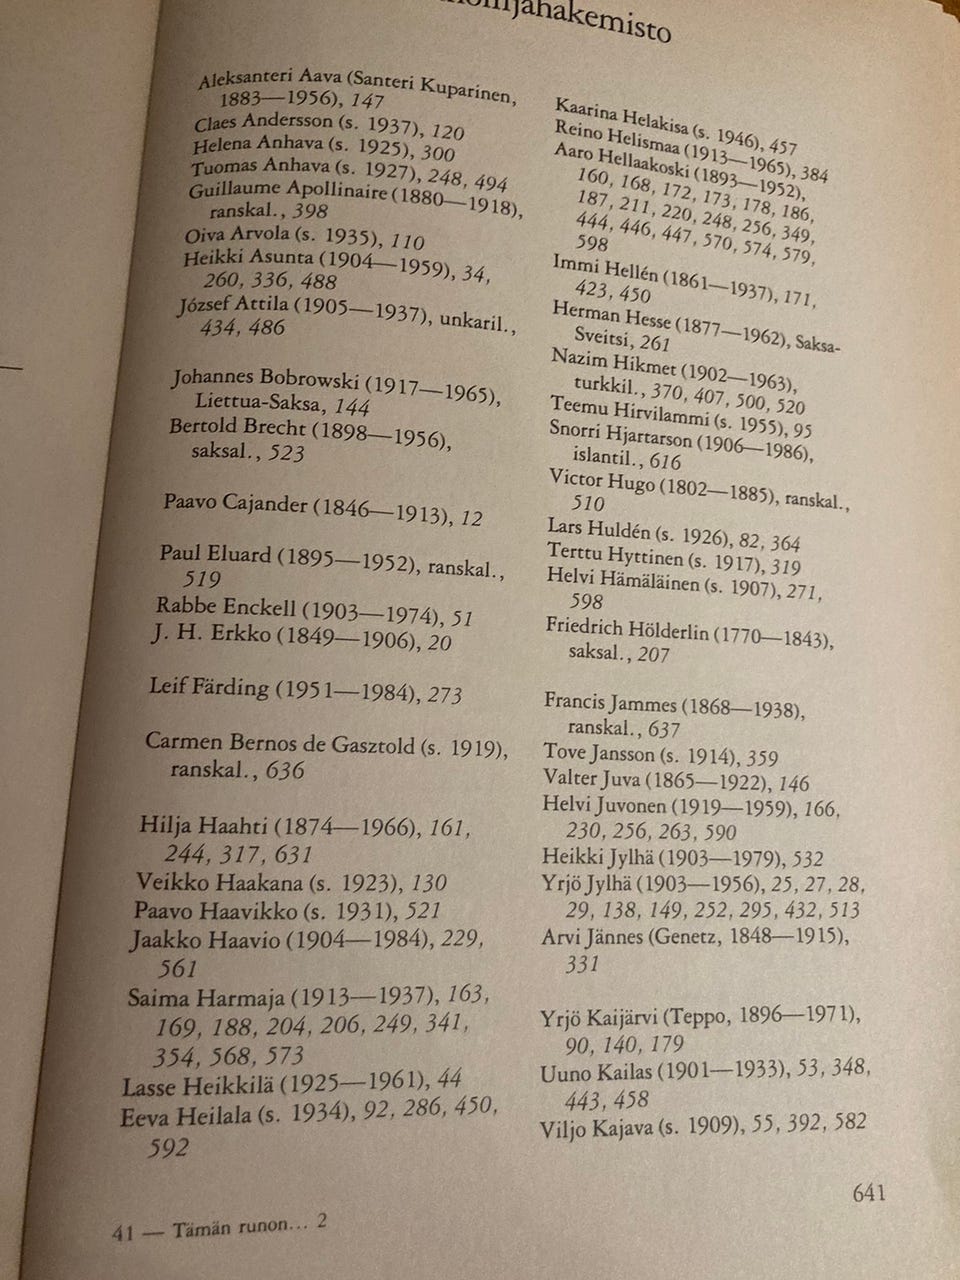 Aleksanteri Aava (Santeri Kuparinen,
1883—1956), 147
Claes Andersson (s. 1937), 120
Helena Anhava (s. 1925), 300
Tuomas Anhava (s. 1927), 248, 494
Guillaume Apollinaire (1880—1918),
ranskal., 398
Oiva Arvola (s. 1935), 110
Heikki Asunta (1904—1959), 34,
260, 336, 488
József Attila (1905—1937), unkaril.,
434, 486
Johannes Bobrowski (1917—1965),
Liettua-Saksa, 144
Bertold Brecht (1898—1956),
saksal., 523
Paavo Cajander (1846—1913), 12
Paul Eluard (1895—1952), ranskal.,
519
Rabbe Enckell (1903—1974), 51
J. H. Erkko (1849—1906), 20
Leif Färding (1951—1984), 273
Carmen Bernos de Gasztold (s. 1919),
ranskal., 636
Hilja Haahti (1874—1966), 161,
244, 317, 631
Veikko Haakana (s. 1923), 130
Paavo Haavikko (s. 1931), 521
Jaakko Haavio (1904—1984), 229,
561
Saima Harmaja (1913—1937), 163,
169, 188, 204, 206, 249, 341,
354, 568, 573
Lasse Heikkilä (1925—1961), 44
Eeva Heilala (s. 1934), 92, 286, 450,
592
Kaarina Helakisa (s. 1946), 457
Reino Helismaa (1913—1965), 384
Aaro Hellaakoski (1893—1952),
160, 168, 172, 173, 178, 186,
187, 211, 220, 248, 256, 349,
444, 446, 447, 570, 574, 579,
598
Immi Hellén (1861—1937), 171,
423, 450
Herman Hesse (1877—1962), Saksa-
Sveitsi, 261
Nazim Hikmet (1902—1963),
turkkil., 370, 407, 500, 520
Teemu Hirvilammi (s. 1955), 95
Snorri Hjartarson (1906—1986),
islantil., 616
Victor Hugo (1802—1885), ranskal.,
510
Lars Huldén (s. 1926), 82, 364
Terttu Hyttinen (s. 1917), 319
Helvi Hämäläinen (s. 1907), 271,
598
Friedrich Hölderlin (1770—1843),
saksal., 207
Francis Jammes (1868—1938),
ranskal., 637
Tove Jansson (s. 1914), 359
Valter Juva (1865—1922), 146
Helvi Juvonen (1919—1959), 166,
230, 256, 263, 590
Heikki Jylhä (1903—1979), 532
Yrjö Jylhä (1903—1956), 25, 27, 28,
29, 138, 149, 252, 295, 432, 513
Arvi Jännes (Genetz, 1848—1915),
331
Yrjö Kaijärvi (Teppo, 1896—1971),
90, 140, 179
Uuno Kailas (1901—1933), 53, 348,
443, 458
Viljo Kajava (s. 1909), 55, 392, 582
641
41 — Tämän runon... 2